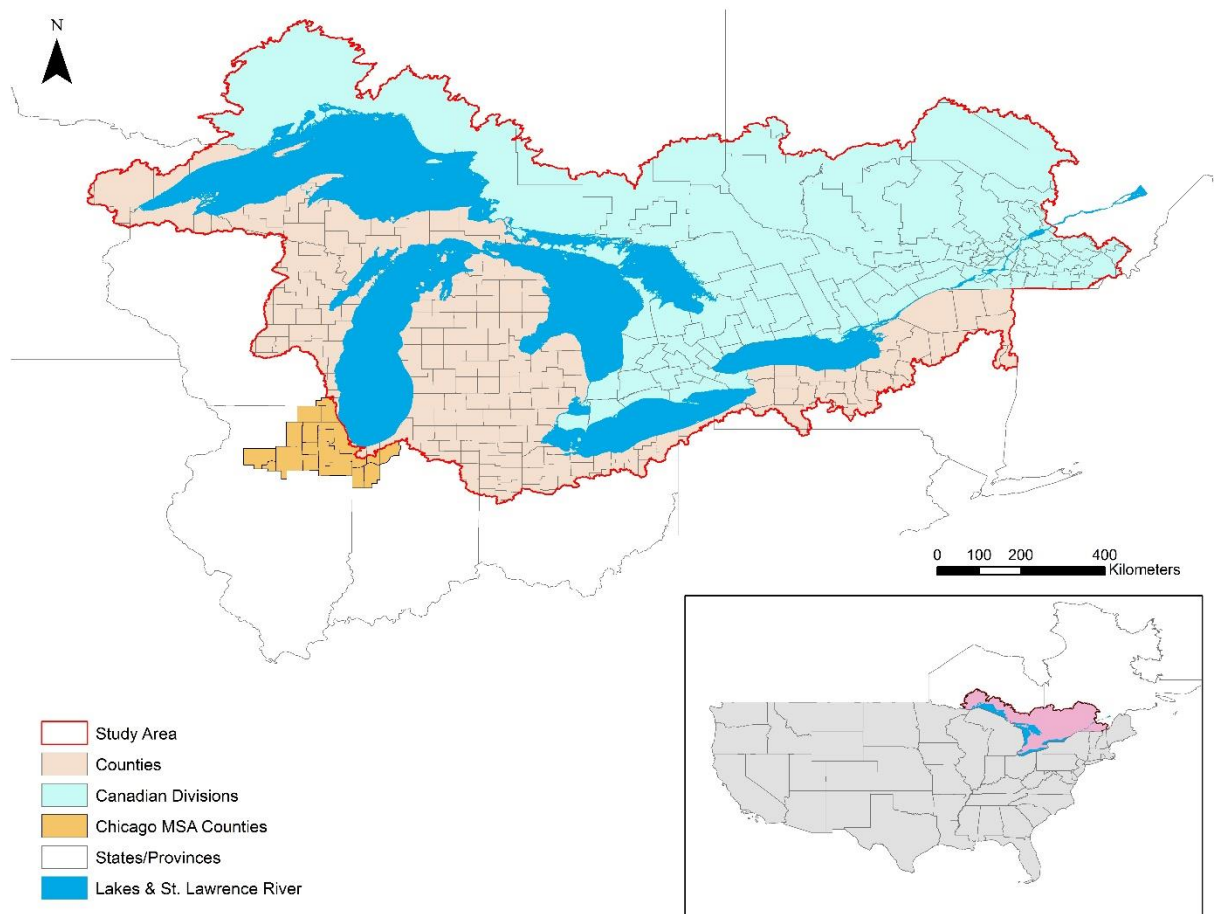 N
0 100 200 400
Kilometers
Study Area
Counties
Canadian Divisions
Chicago MSA Counties
States/Provinces
Lakes & St. Lawrence River